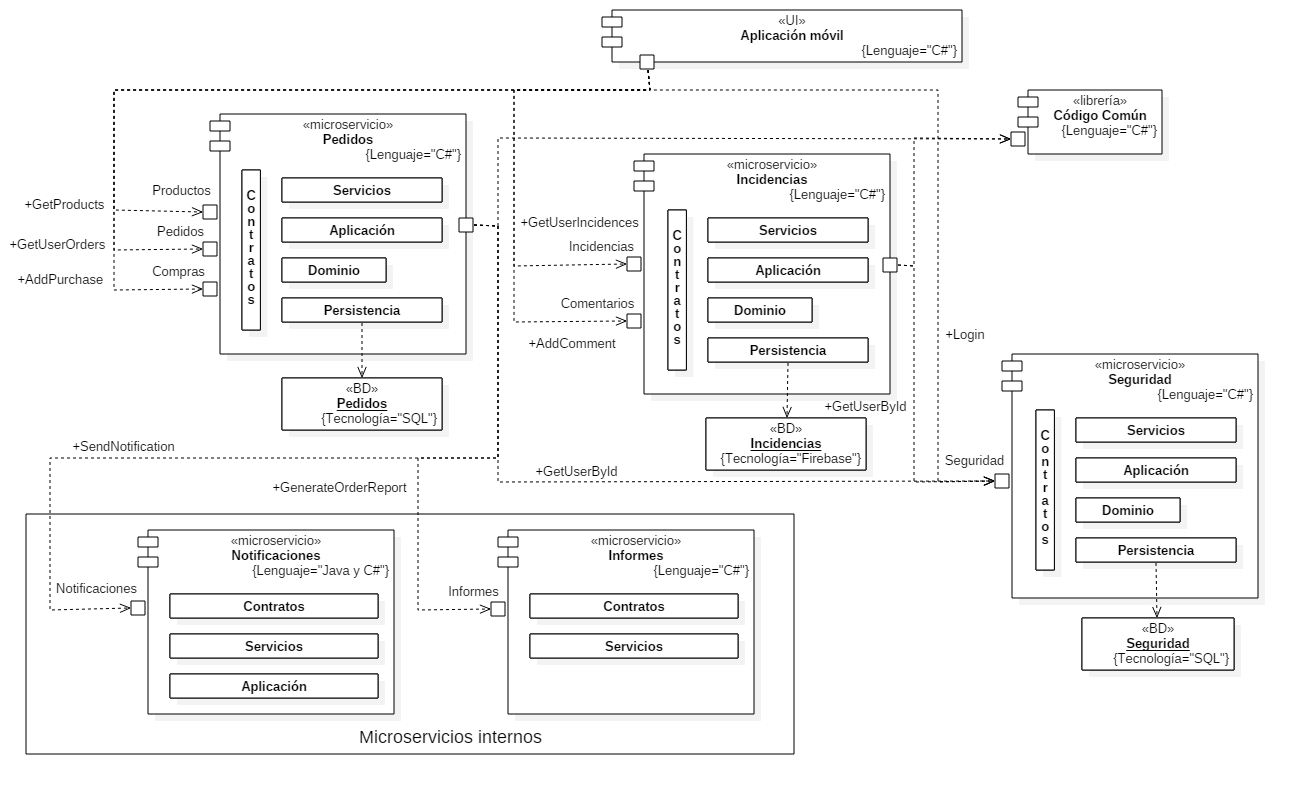 «UI»
Aplicación móvil
{Lenguaje="C#"}
«librería»
Código Común
{Lenguaje="C#"}
«microservicio»
Pedidos
{Lenguaje="C#"}
Contratos
Servicios
Aplicación
Dominio
Persistencia
Productos
+GetProducts
Pedidos
+GetUserOrders
Compras
+AddPurchase
«BD»
Pedidos
{Tecnología="SQL"}
«microservicio»
Incidencias
{Lenguaje="C#"}
Contratos
Servicios
Aplicación
Dominio
Persistencia
+GetUserIncidences
Incidencias
Comentarios
+AddComment
«BD»
Incidencias
{Tecnología="Firebase"}
+Login
+GetUserById
+GetUserById
Seguridad
«microservicio»
Seguridad
{Lenguaje="C#"}
Contratos
Servicios
Aplicación
Dominio
Persistencia
«BD»
Seguridad
{Tecnología="SQL"}
+SendNotification
+GenerateOrderReport
Notificaciones
«microservicio»
Notificaciones
{Lenguaje="Java y C#"}
Contratos
Servicios
Aplicación
Informes
«microservicio»
Informes
{Lenguaje="C#"}
Contratos
Servicios
Microservicios internos